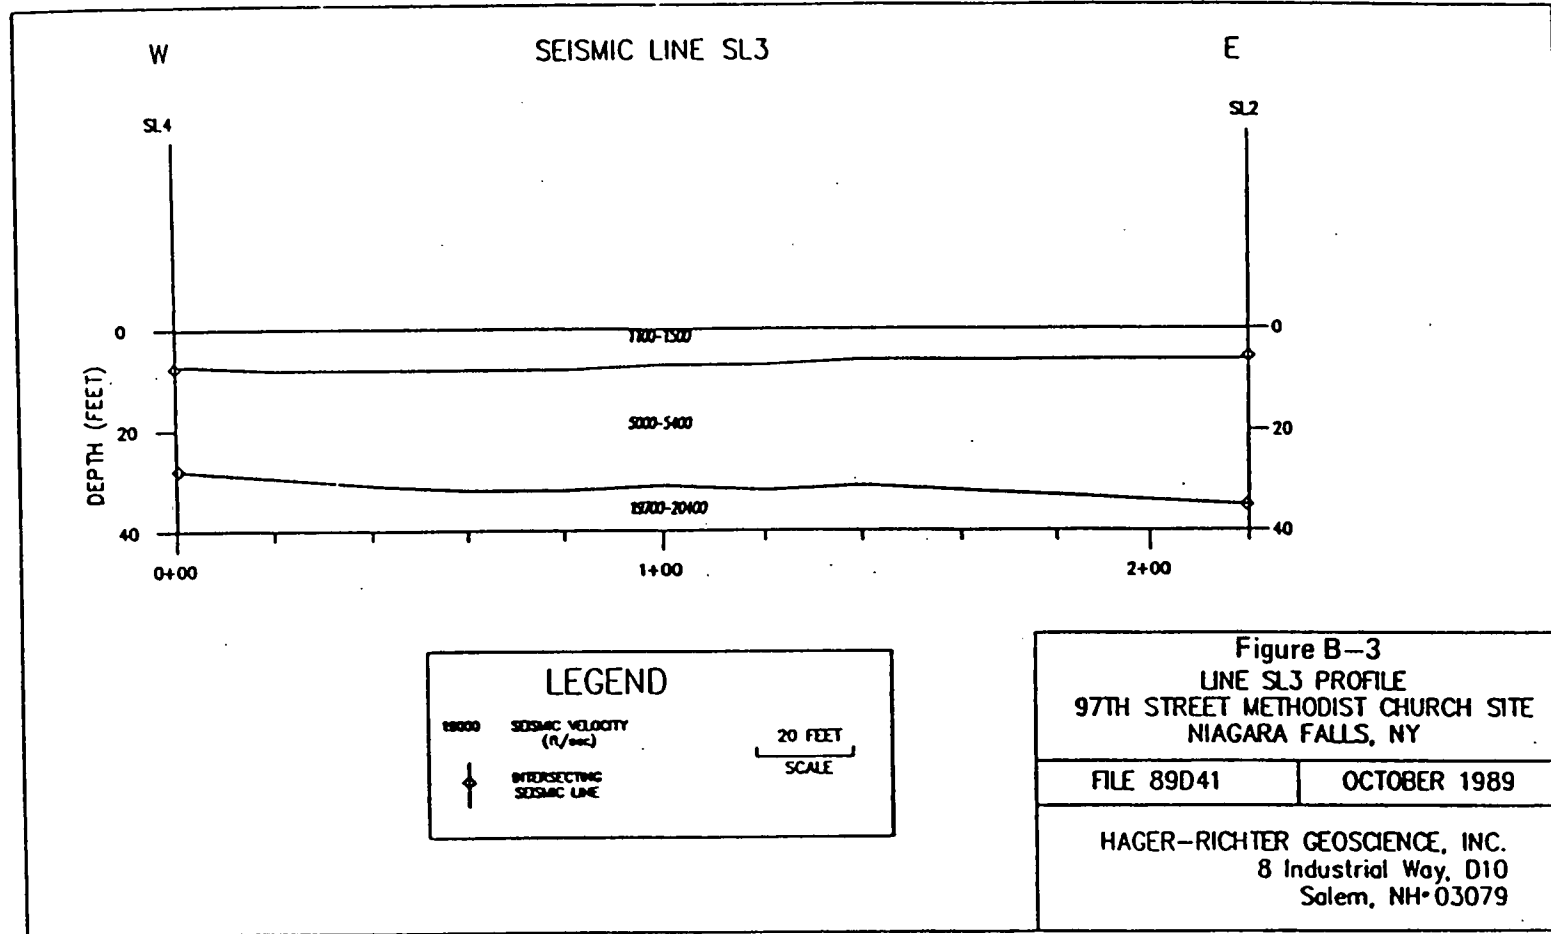 W
SEISMIC LINE SL3
E
SL4
SL2
0
0
1100-1500
DEPTH (FEET)
20
5000-5400
20
19700-20400
40
40
0+00
1+00
2+00
LEGEND
19000 SEISMIC VELOCITY
(ft/sec)
20 FEET
SCALE
INTERSECTING
SEISMIC LINE
Figure B-3
LINE SL3 PROFILE
97TH STREET METHODIST CHURCH SITE
NIAGARA FALLS, NY
FILE 89D41
OCTOBER 1989
HAGER-RICHTER GEOSCIENCE, INC.
8 Industrial Way, D10
Salem, NH 03079